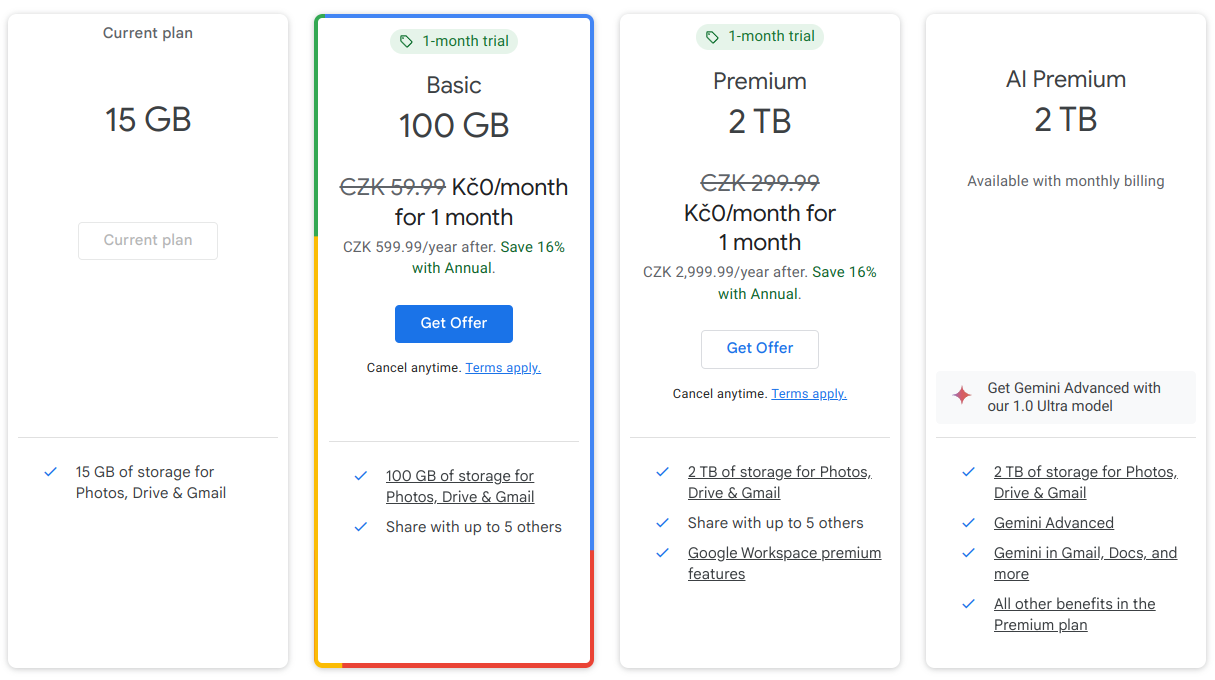 Current plan
15 GB
Current plan
15 GB of storage for
Photos, Drive & Gmail
1-month trial
Basic
100 GB
CZK 59.99 Kč0/month
for 1 month
CZK 599.99/year after. Save 16%
with Annual.
Get Offer
Cancel anytime. Terms apply.
100 GB of storage for
Photos, Drive & Gmail
Share with up to 5 others
1-month trial
Premium
2 TB
CZK 299.99
Kč0/month for
1 month
CZK 2,999.99/year after. Save 16%
with Annual.
Get Offer
Cancel anytime. Terms apply.
2 TB of storage for Photos,
Drive & Gmail
Share with up to 5 others
Google Workspace premium
features
AI Premium
2 TB
Available with monthly billing
Get Gemini Advanced with
our 1.0 Ultra model
2 TB of storage for Photos,
Drive & Gmail
Gemini Advanced
Gemini in Gmail, Docs, and
more
All other benefits in the
Premium plan